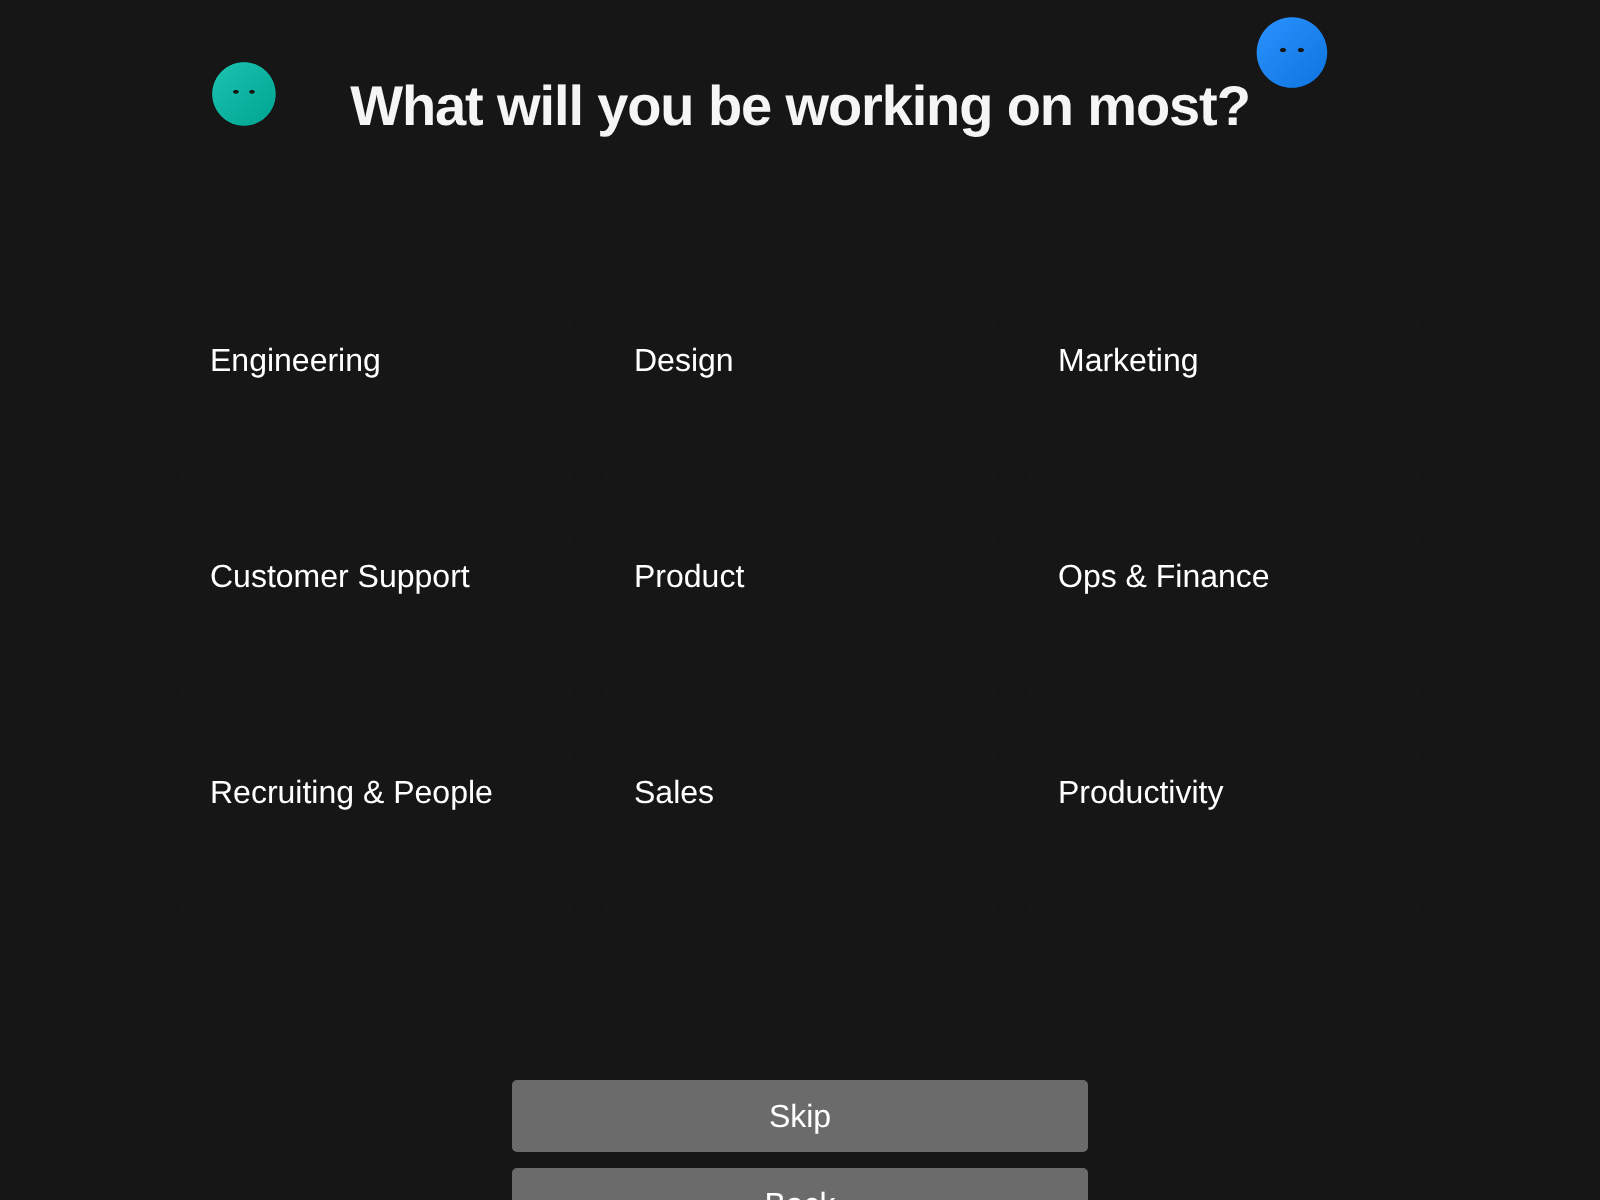 What will you be working on most?
Engineering
Design
Marketing
Customer Support
Product
Ops & Finance
Recruiting & People
Sales
Productivity
Skip
Back